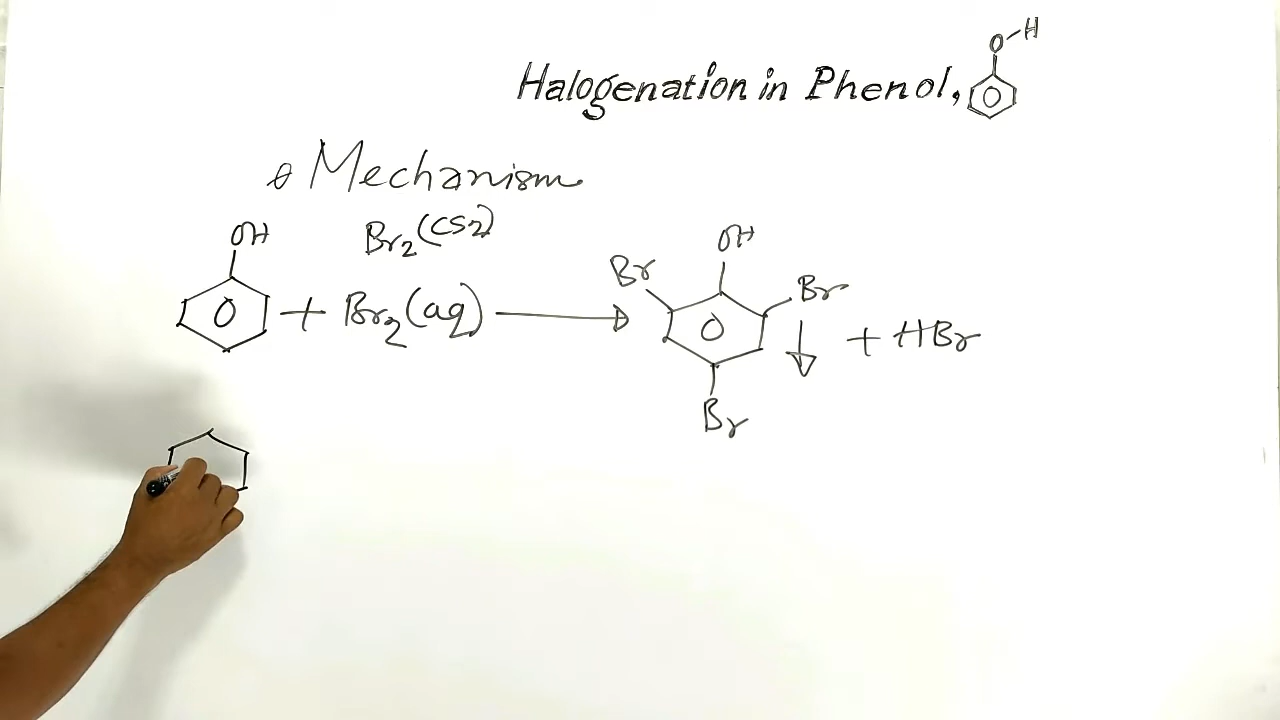 Halogenation in Phenol, O-H
Mechanism
OH Br2(CS2) OH
Br Br
+ Br2(aq) + HBr
Br